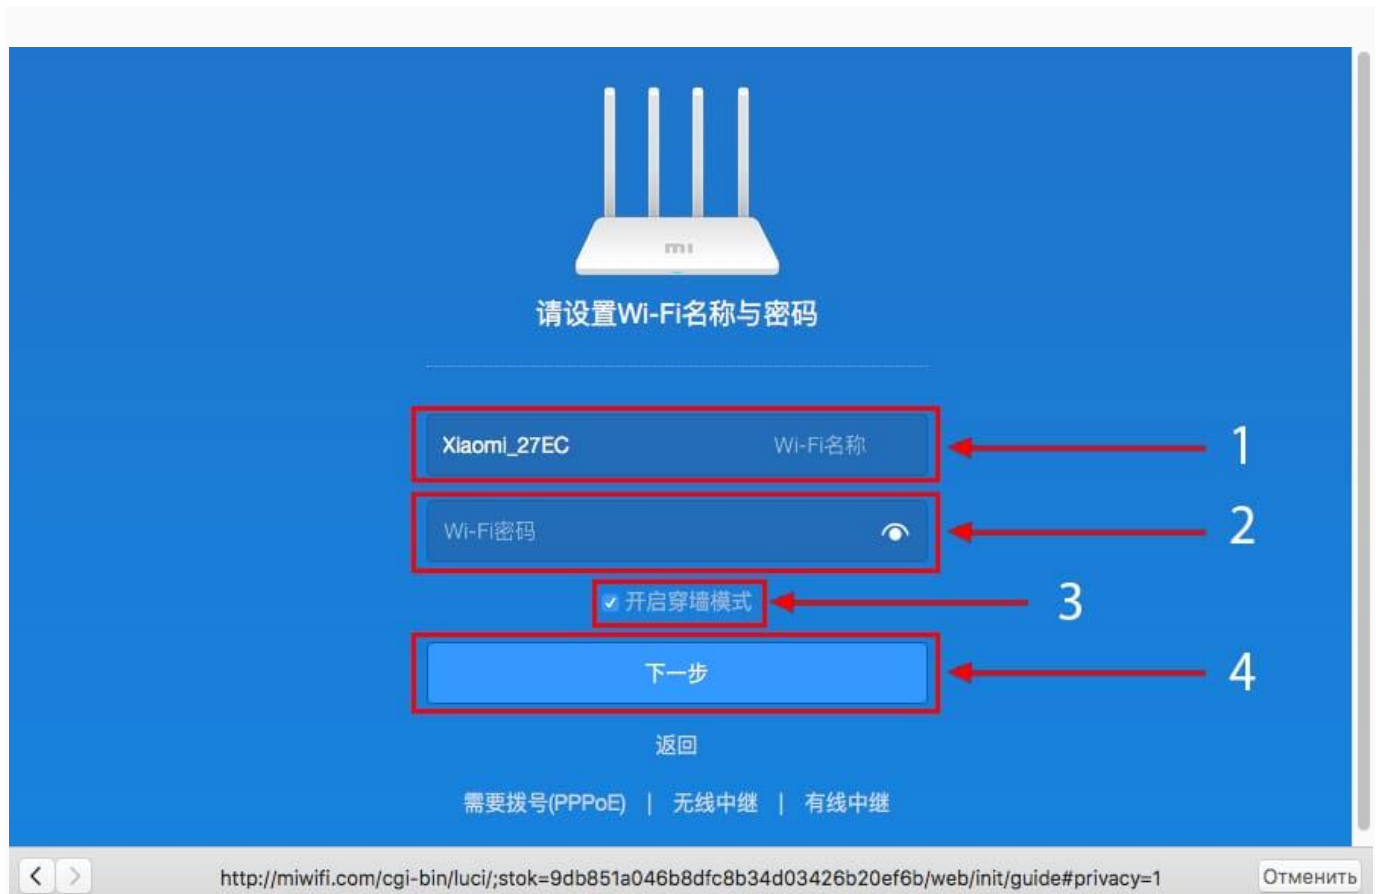 mi
请设置Wi-Fi名称与密码
Xiaomi_27EC Wi-Fi名称 1
Wi-Fi密码 2
开启穿墙模式 3
下一步 4
返回
需要拨号(PPPoE) | 无线中继 | 有线中继
http://miwifi.com/cgi-bin/luci/;stok=9db851a046b8dfc8b34d03426b20ef6b/web/init/guide#privacy=1 Отменить